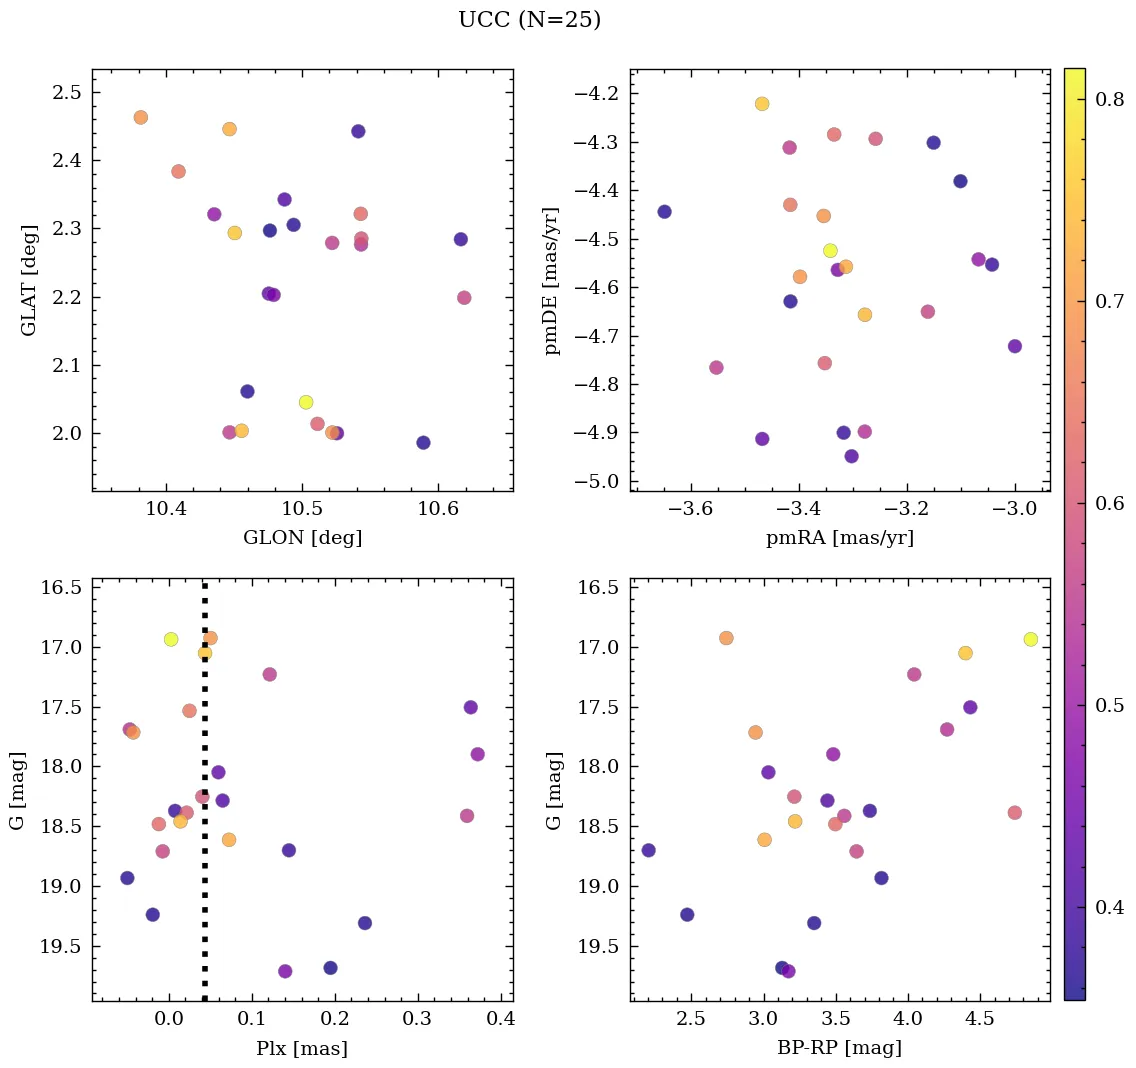 UCC (N=25)
2.5
2.4
2.3
2.2
2.1
2.0
GLAT [deg]
10.4 10.5 10.6
GLON [deg]
−4.2
−4.3
−4.4
−4.5
−4.6
−4.7
−4.8
−4.9
−5.0
pmDE [mas/yr]
−3.6 −3.4 −3.2 −3.0
pmRA [mas/yr]
16.5
17.0
17.5
18.0
18.5
19.0
19.5
G [mag]
0.0 0.1 0.2 0.3 0.4
Plx [mas]
16.5
17.0
17.5
18.0
18.5
19.0
19.5
G [mag]
2.5 3.0 3.5 4.0 4.5
BP-RP [mag]
0.8
0.7
0.6
0.5
0.4